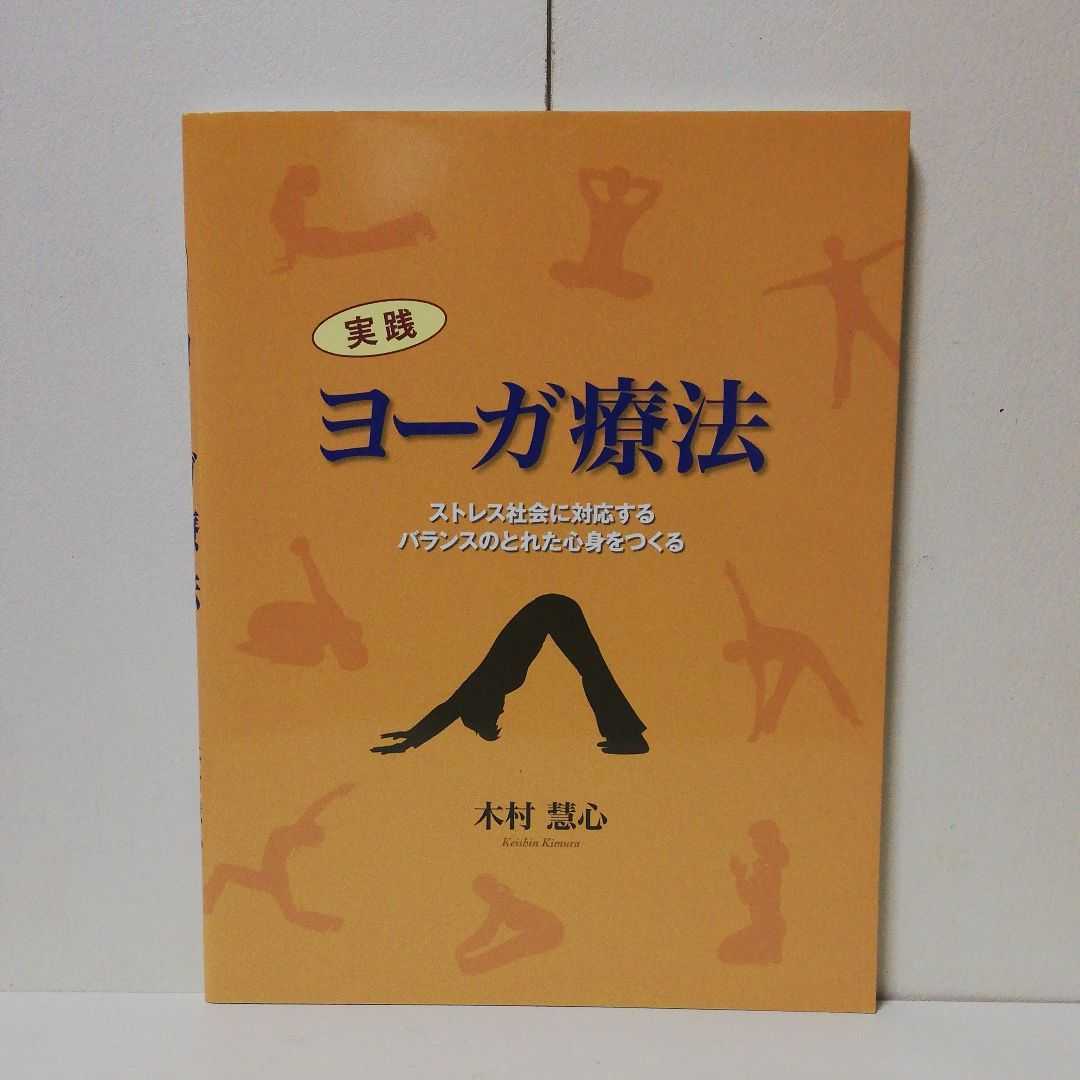 実践
ヨーガ療法
ストレス社会に対応する
バランスのとれた心身をつくる
木村 慧心
Keishin Kimura